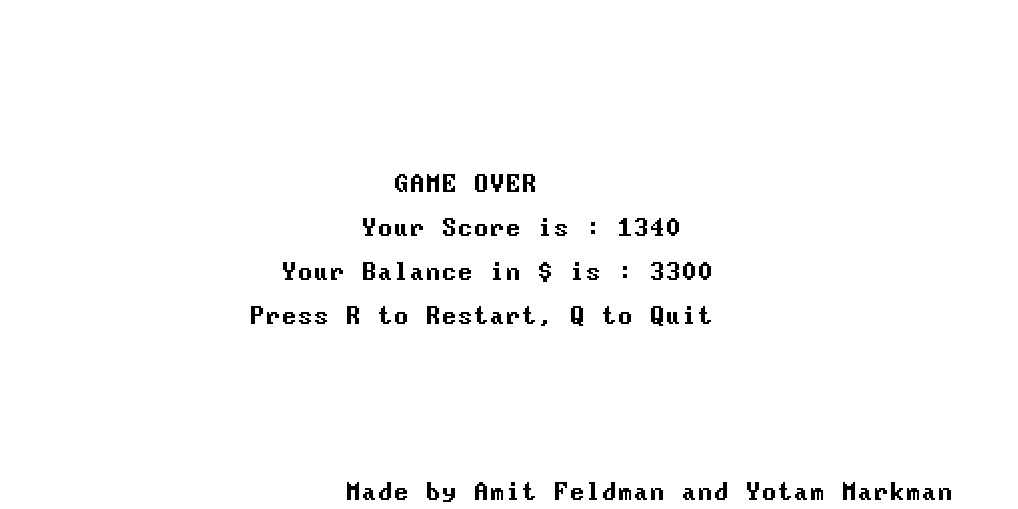 GAME OVER
Your Score is : 1340
Your Balance in $ is : 3300
Press R to Restart, Q to Quit
Made by Amit Feldman and Yotam Markman